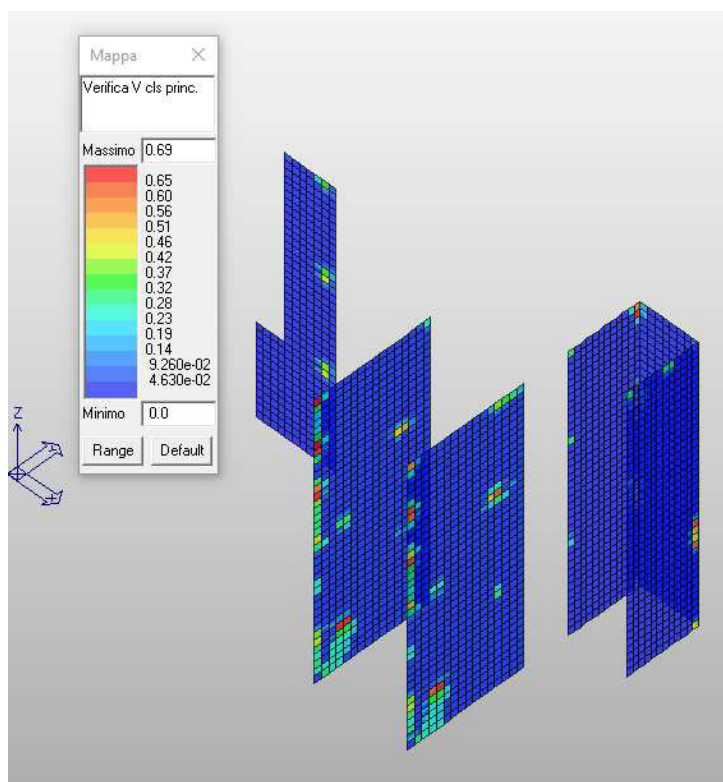 Mappa
Verifica V cls princ.
Massimo 0.69
0.65
0.60
0.56
0.51
0.46
0.42
0.37
0.32
0.28
0.23
0.19
0.14
9.260e-02
4.630e-02
Minimo 0.0
Range Default
Z